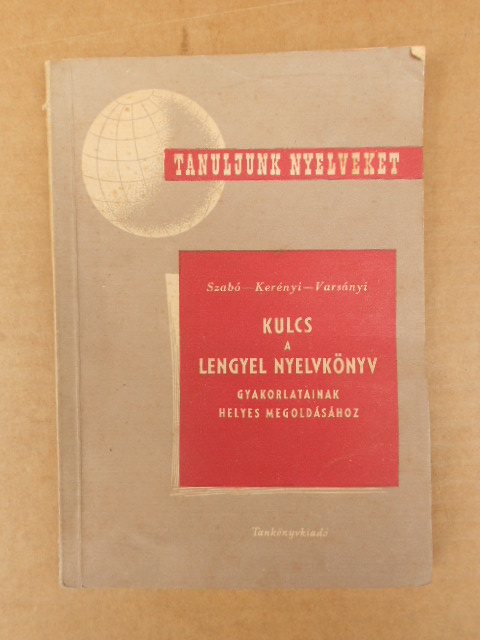 TANULJUNK NYELVEKET
Szabó—Kerényi—Varsányi
KULCS
A
LENGYEL NYELVKÖNYV
GYAKORLATAINAK
HELYES MEGOLDÁSÁHOZ
Tankönyvkiadó